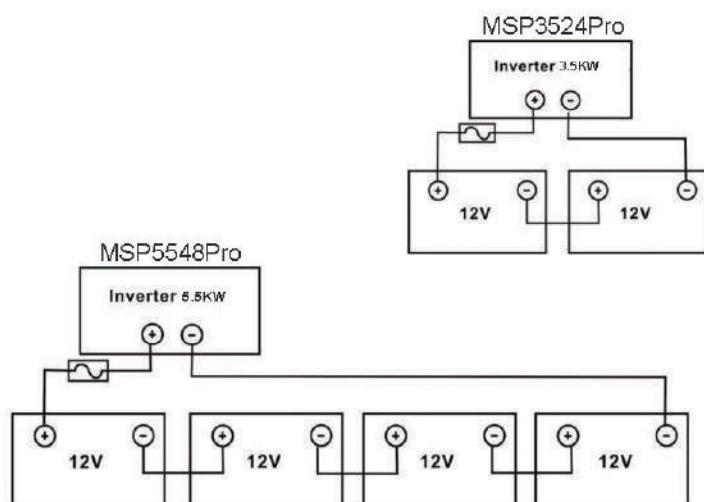 MSP3524Pro
Inverter 3.5KW
+ −
+ − + −
12V 12V
MSP5548Pro
Inverter 5.5KW
+ −
+ − + − + − + −
12V 12V 12V 12V